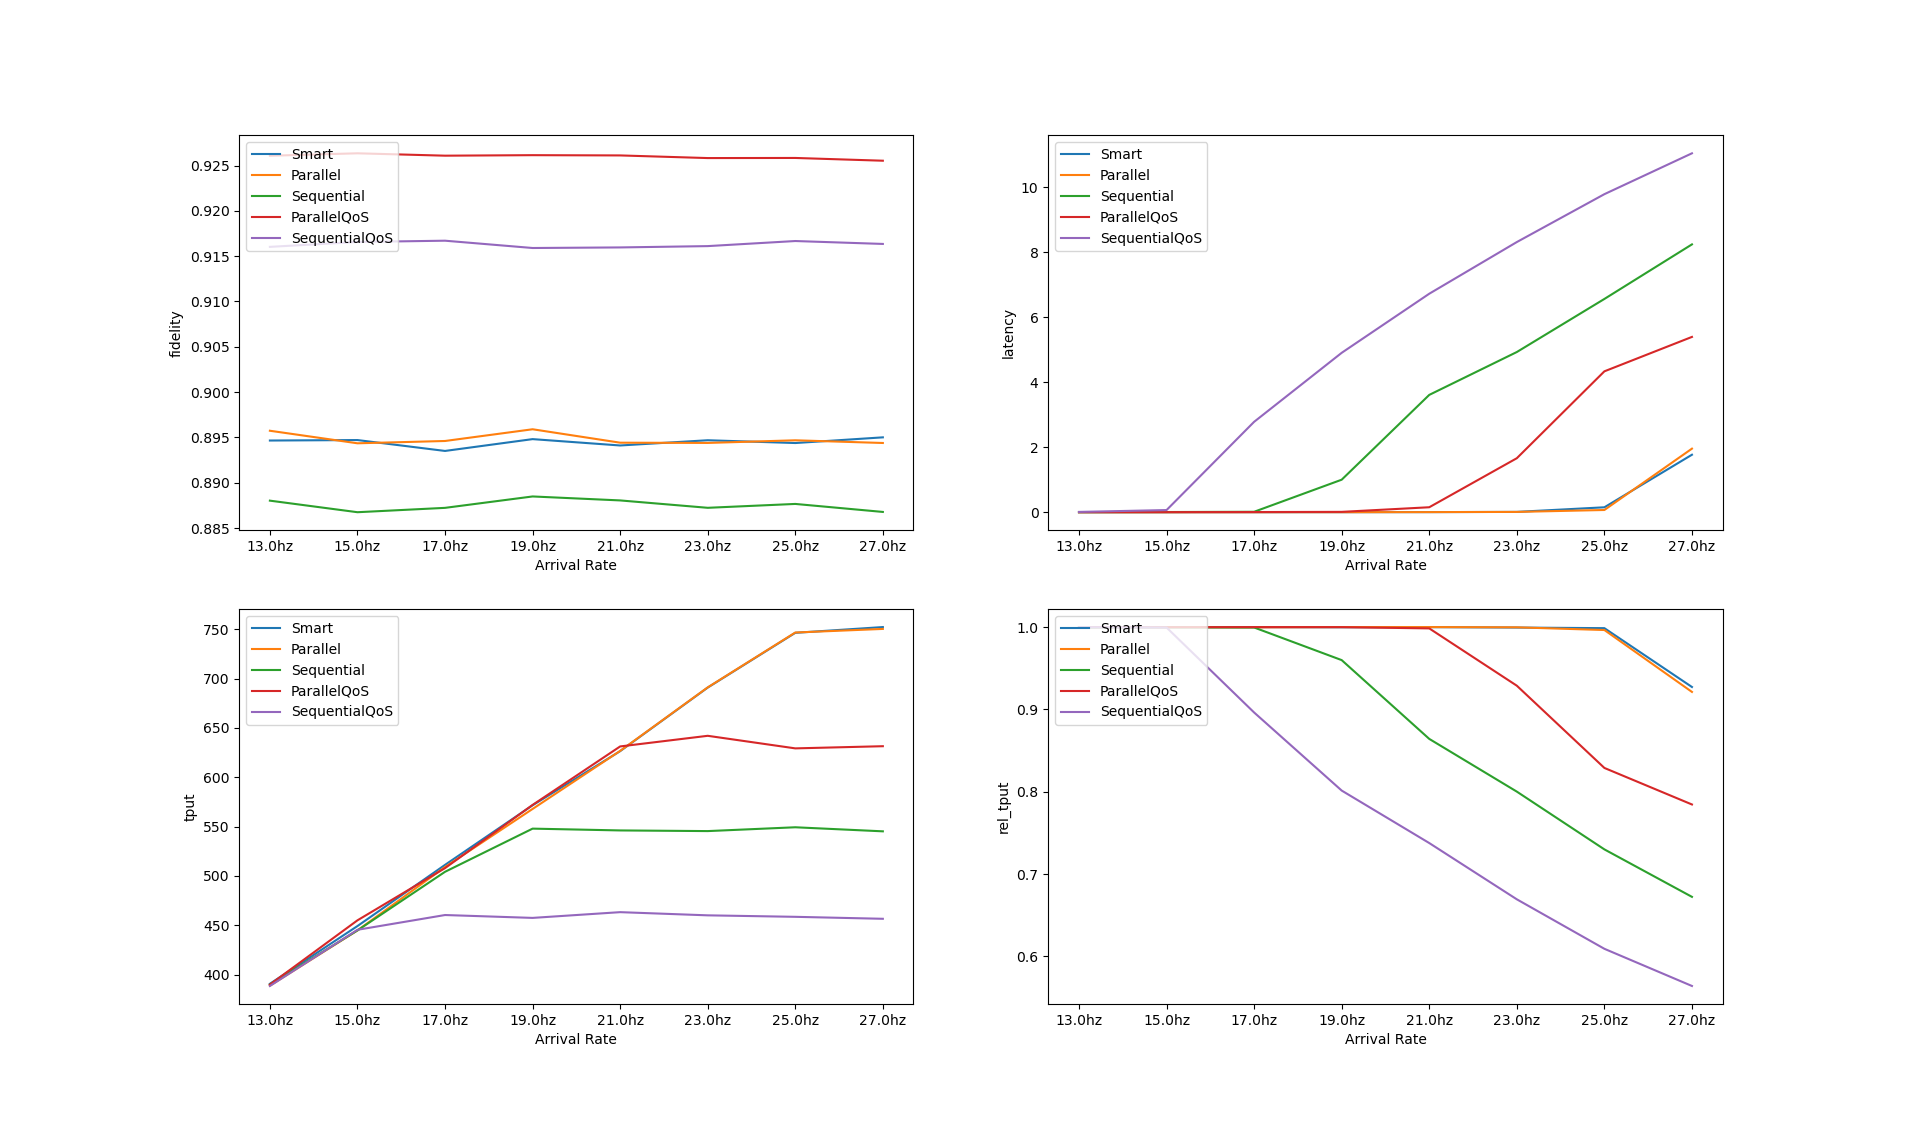 Smart
Parallel
Sequential
ParallelQoS
SequentialQoS
0.925
0.920
0.915
0.910
0.905
0.900
0.895
0.890
0.885
fidelity
13.0hz 15.0hz 17.0hz 19.0hz 21.0hz 23.0hz 25.0hz 27.0hz
Arrival Rate
Smart
Parallel
Sequential
ParallelQoS
SequentialQoS
10
8
6
4
2
0
latency
13.0hz 15.0hz 17.0hz 19.0hz 21.0hz 23.0hz 25.0hz 27.0hz
Arrival Rate
Smart
Parallel
Sequential
ParallelQoS
SequentialQoS
750
700
650
600
550
500
450
400
tput
13.0hz 15.0hz 17.0hz 19.0hz 21.0hz 23.0hz 25.0hz 27.0hz
Arrival Rate
Smart
Parallel
Sequential
ParallelQoS
SequentialQoS
1.0
0.9
0.8
0.7
0.6
rel_tput
13.0hz 15.0hz 17.0hz 19.0hz 21.0hz 23.0hz 25.0hz 27.0hz
Arrival Rate